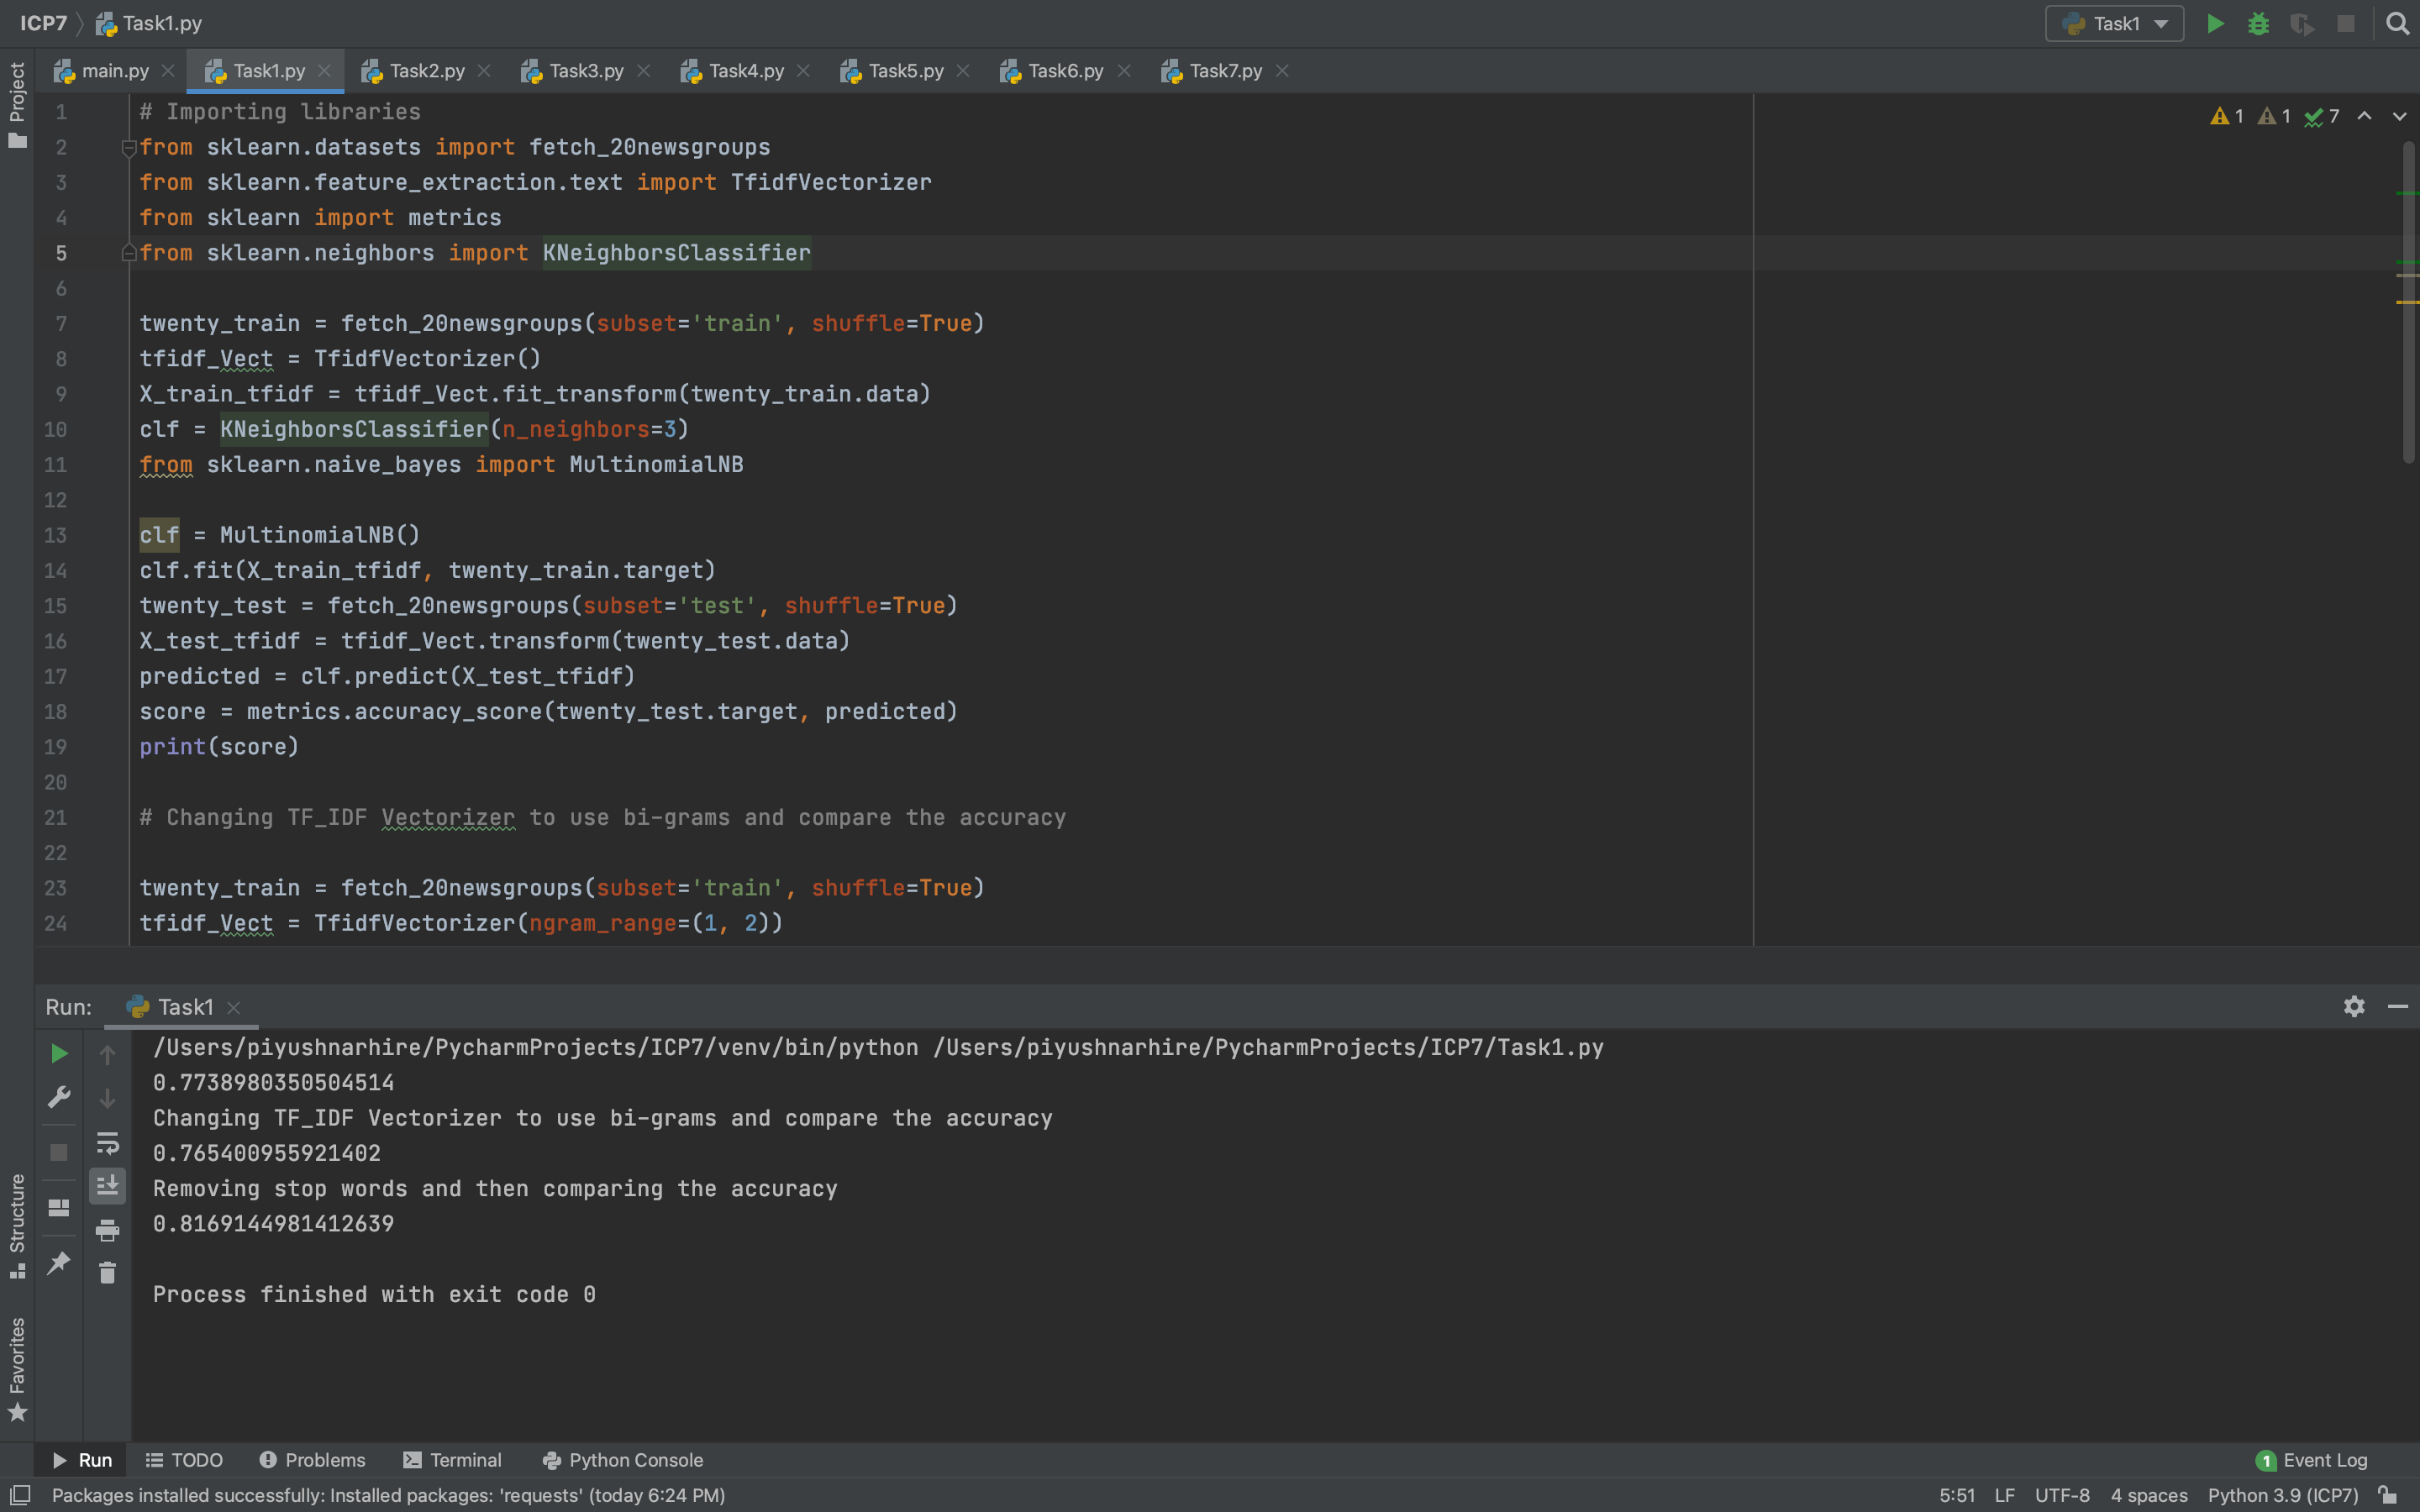 ICP7 Task1.py
Task1
Project
main.py Task1.py Task2.py Task3.py Task4.py Task5.py Task6.py Task7.py
1 # Importing libraries
2 from sklearn.datasets import fetch_20newsgroups
3 from sklearn.feature_extraction.text import TfidfVectorizer
4 from sklearn import metrics
5 from sklearn.neighbors import KNeighborsClassifier
6
7 twenty_train = fetch_20newsgroups(subset='train', shuffle=True)
8 tfidf_Vect = TfidfVectorizer()
9 X_train_tfidf = tfidf_Vect.fit_transform(twenty_train.data)
10 clf = KNeighborsClassifier(n_neighbors=3)
11 from sklearn.naive_bayes import MultinomialNB
12
13 clf = MultinomialNB()
14 clf.fit(X_train_tfidf, twenty_train.target)
15 twenty_test = fetch_20newsgroups(subset='test', shuffle=True)
16 X_test_tfidf = tfidf_Vect.transform(twenty_test.data)
17 predicted = clf.predict(X_test_tfidf)
18 score = metrics.accuracy_score(twenty_test.target, predicted)
19 print(score)
20
21 # Changing TF_IDF Vectorizer to use bi-grams and compare the accuracy
22
23 twenty_train = fetch_20newsgroups(subset='train', shuffle=True)
24 tfidf_Vect = TfidfVectorizer(ngram_range=(1, 2))
1 1 7
Run: Task1
/Users/piyushnarhire/PycharmProjects/ICP7/venv/bin/python /Users/piyushnarhire/PycharmProjects/ICP7/Task1.py
0.7738980350504514
Changing TF_IDF Vectorizer to use bi-grams and compare the accuracy
0.765400955921402
Removing stop words and then comparing the accuracy
0.8169144981412639
Process finished with exit code 0
Structure
Favorites
Run TODO Problems Terminal Python Console
1 Event Log
Packages installed successfully: Installed packages: 'requests' (today 6:24 PM)
5:51 LF UTF-8 4 spaces Python 3.9 (ICP7)